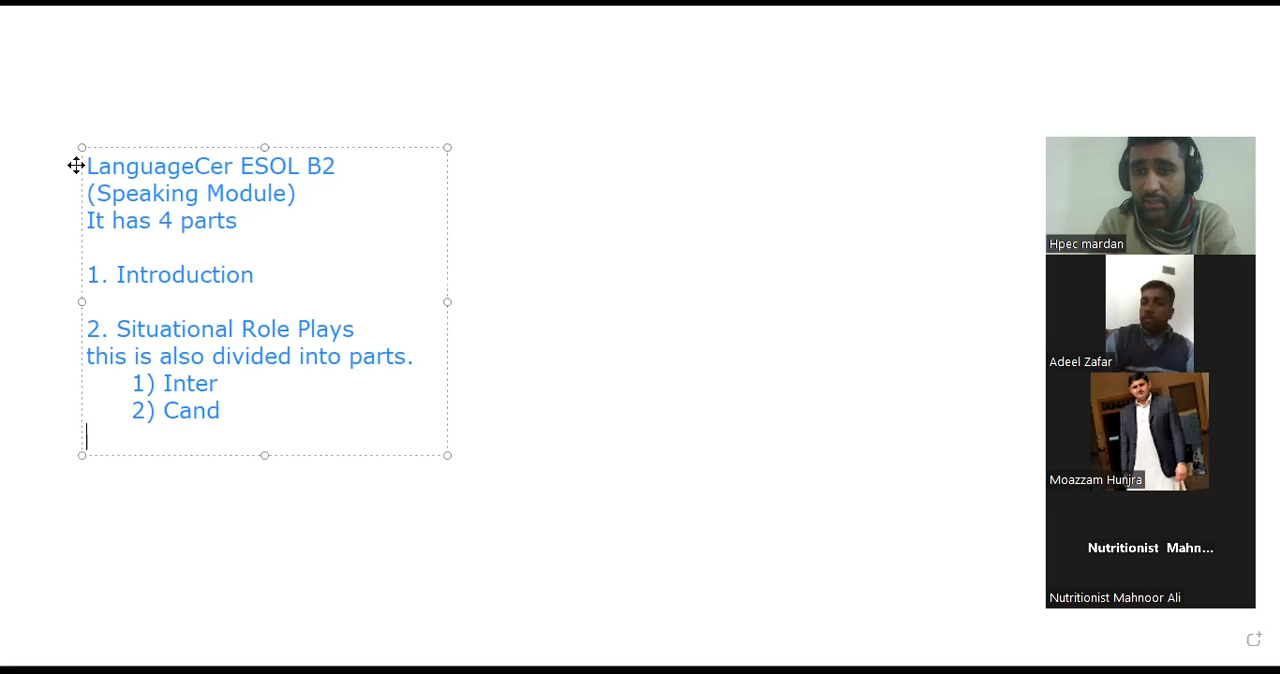 LanguageCer ESOL B2
(Speaking Module)
It has 4 parts
1. Introduction
2. Situational Role Plays
this is also divided into parts.
1) Inter
2) Cand
Hpec mardan
Adeel Zafar
Moazzam Hunjra
Nutritionist Mahn...
Nutritionist Mahnoor Ali